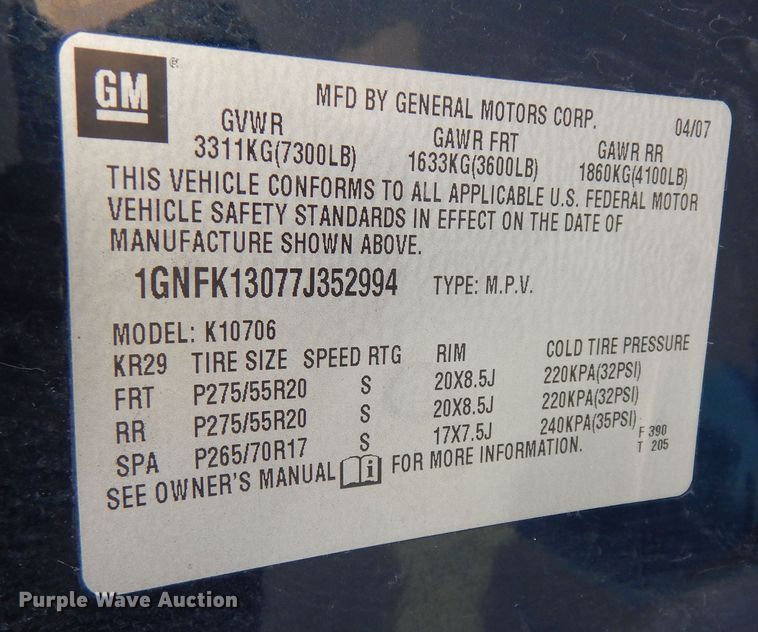 GM
MFD BY GENERAL MOTORS CORP. 04/07
GVWR GAWR FRT GAWR RR
3311KG(7300LB) 1633KG(3600LB) 1860KG(4100LB)
THIS VEHICLE CONFORMS TO ALL APPLICABLE U.S. FEDERAL MOTOR
VEHICLE SAFETY STANDARDS IN EFFECT ON THE DATE OF
MANUFACTURE SHOWN ABOVE.
1GNFK13077J352994 TYPE: M.P.V.
MODEL: K10706
KR29 TIRE SIZE SPEED RTG RIM COLD TIRE PRESSURE
FRT P275/55R20 S 20X8.5J 220KPA(32PSI)
RR P275/55R20 S 20X8.5J 220KPA(32PSI)
SPA P265/70R17 S 17X7.5J 240KPA(35PSI) F 390
T 205
SEE OWNER'S MANUAL i FOR MORE INFORMATION.
Purple Wave Auction